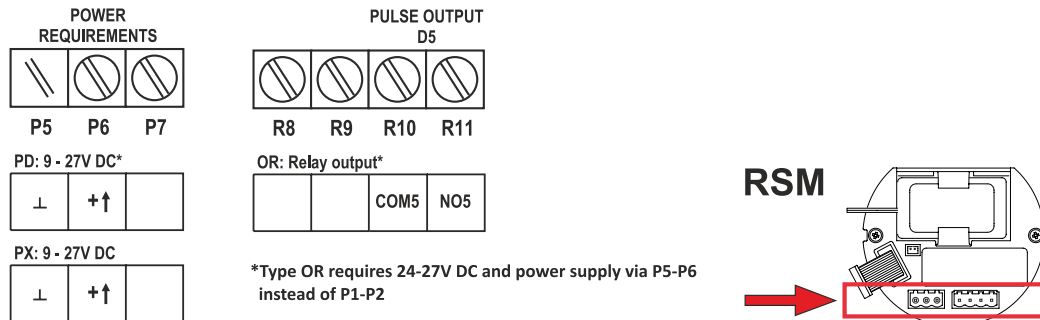 POWER
REQUIREMENTS
P5 P6 P7
PD: 9 - 27V DC*
⊥ +↑
PX: 9 - 27V DC
⊥ +↑
PULSE OUTPUT
D5
R8 R9 R10 R11
OR: Relay output*
COM5 NO5
*Type OR requires 24-27V DC and power supply via P5-P6
instead of P1-P2
RSM